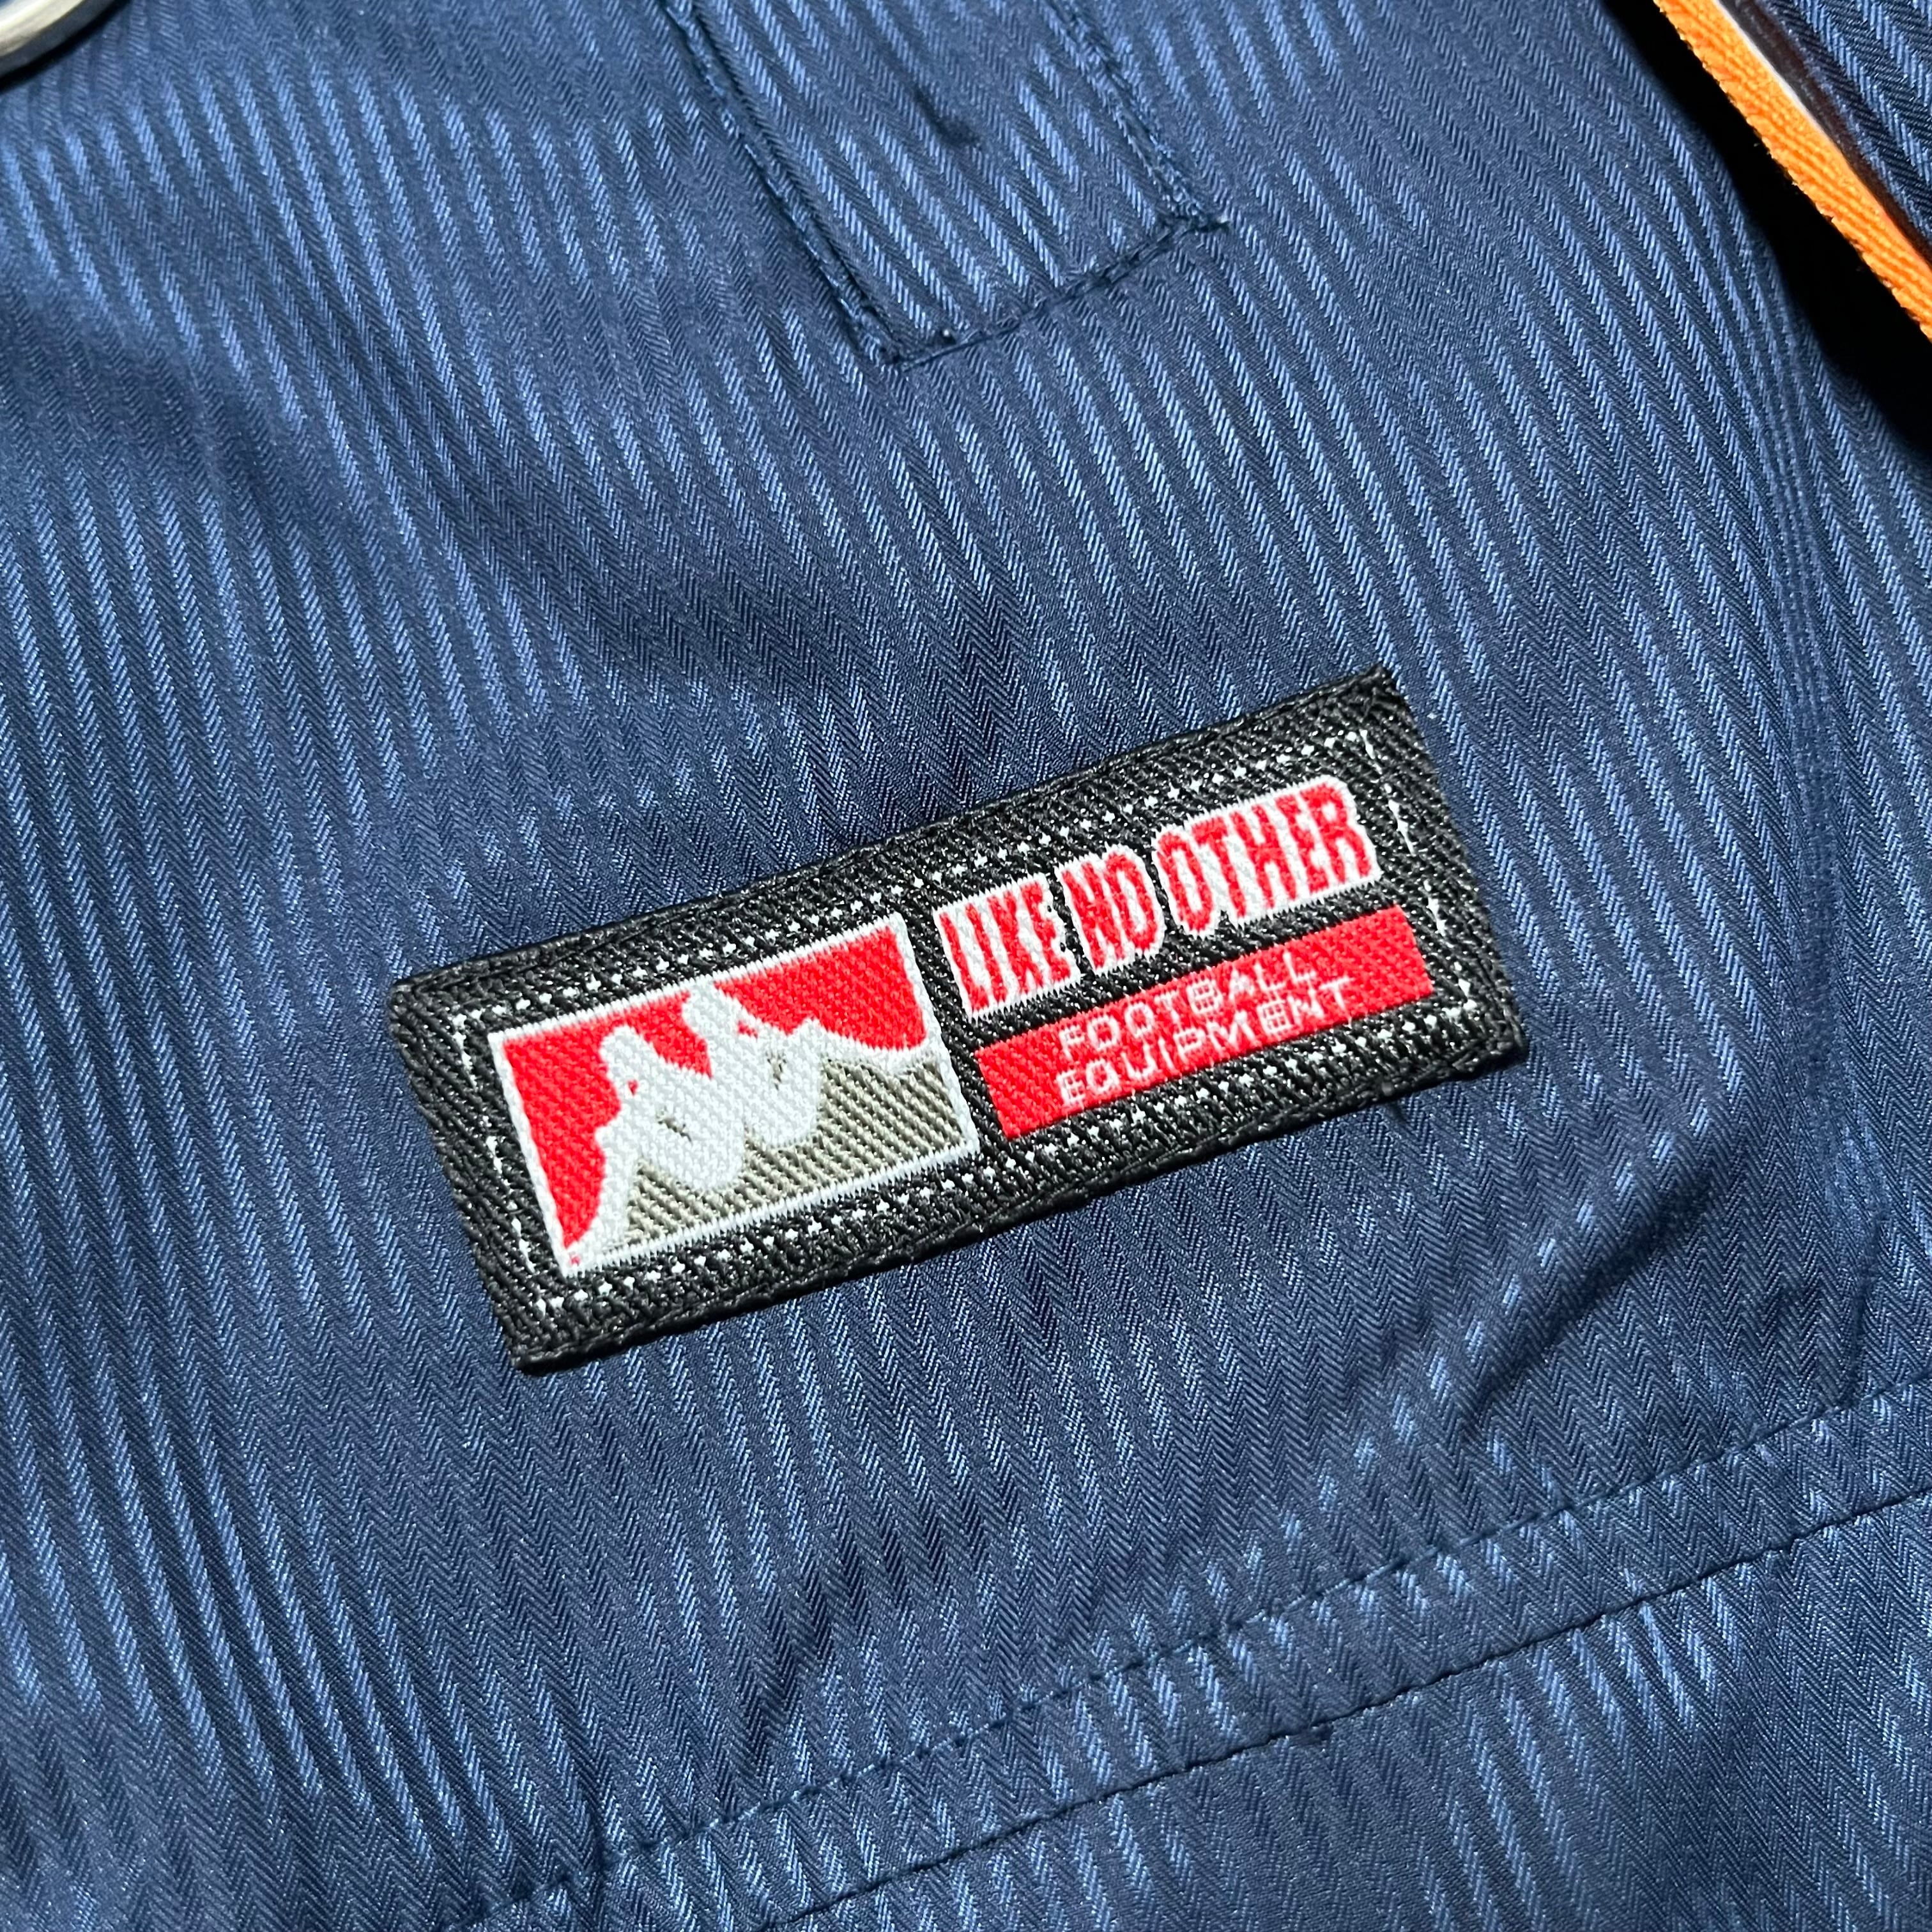 LIKE NO OTHER
FOOTBALL
EQUIPMENT